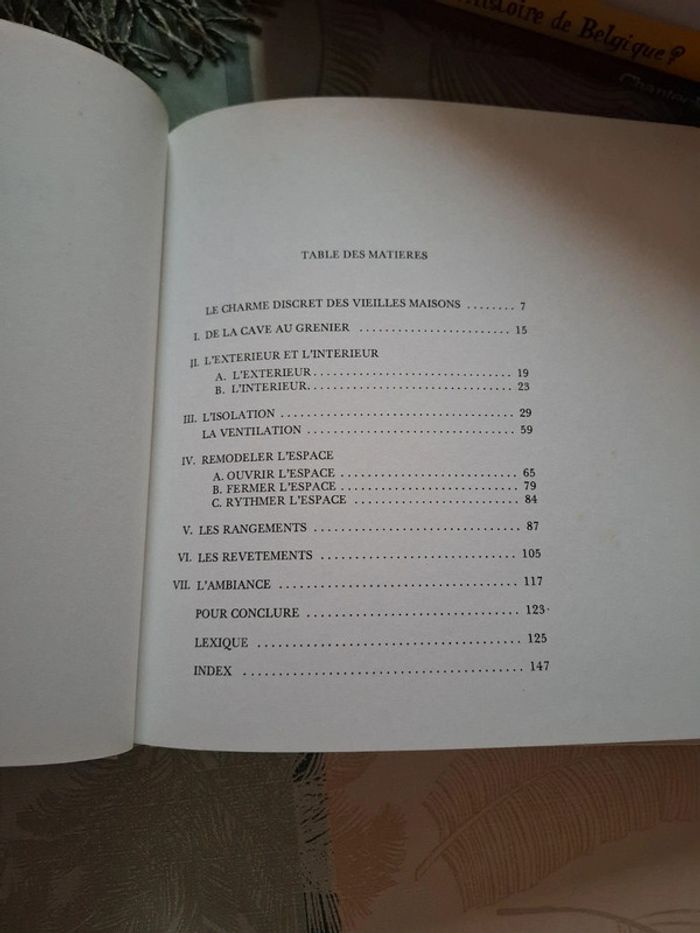 histoire de Belgique?
TABLE DES MATIERES
LE CHARME DISCRET DES VIEILLES MAISONS ........ 7
I. DE LA CAVE AU GRENIER ........................ 15
II. L'EXTERIEUR ET L'INTERIEUR
A. L'EXTERIEUR ................................ 19
B. L'INTERIEUR ................................. 23
III. L'ISOLATION .................................... 29
LA VENTILATION ................................ 59
IV. REMODELER L'ESPACE
A. OUVRIR L'ESPACE ............................ 65
B. FERMER L'ESPACE ............................ 79
C. RYTHMER L'ESPACE .......................... 84
V. LES RANGEMENTS ............................... 87
VI. LES REVETEMENTS ............................. 105
VII. L'AMBIANCE .................................... 117
POUR CONCLURE ................................ 123
LEXIQUE ........................................ 125
INDEX .......................................... 147